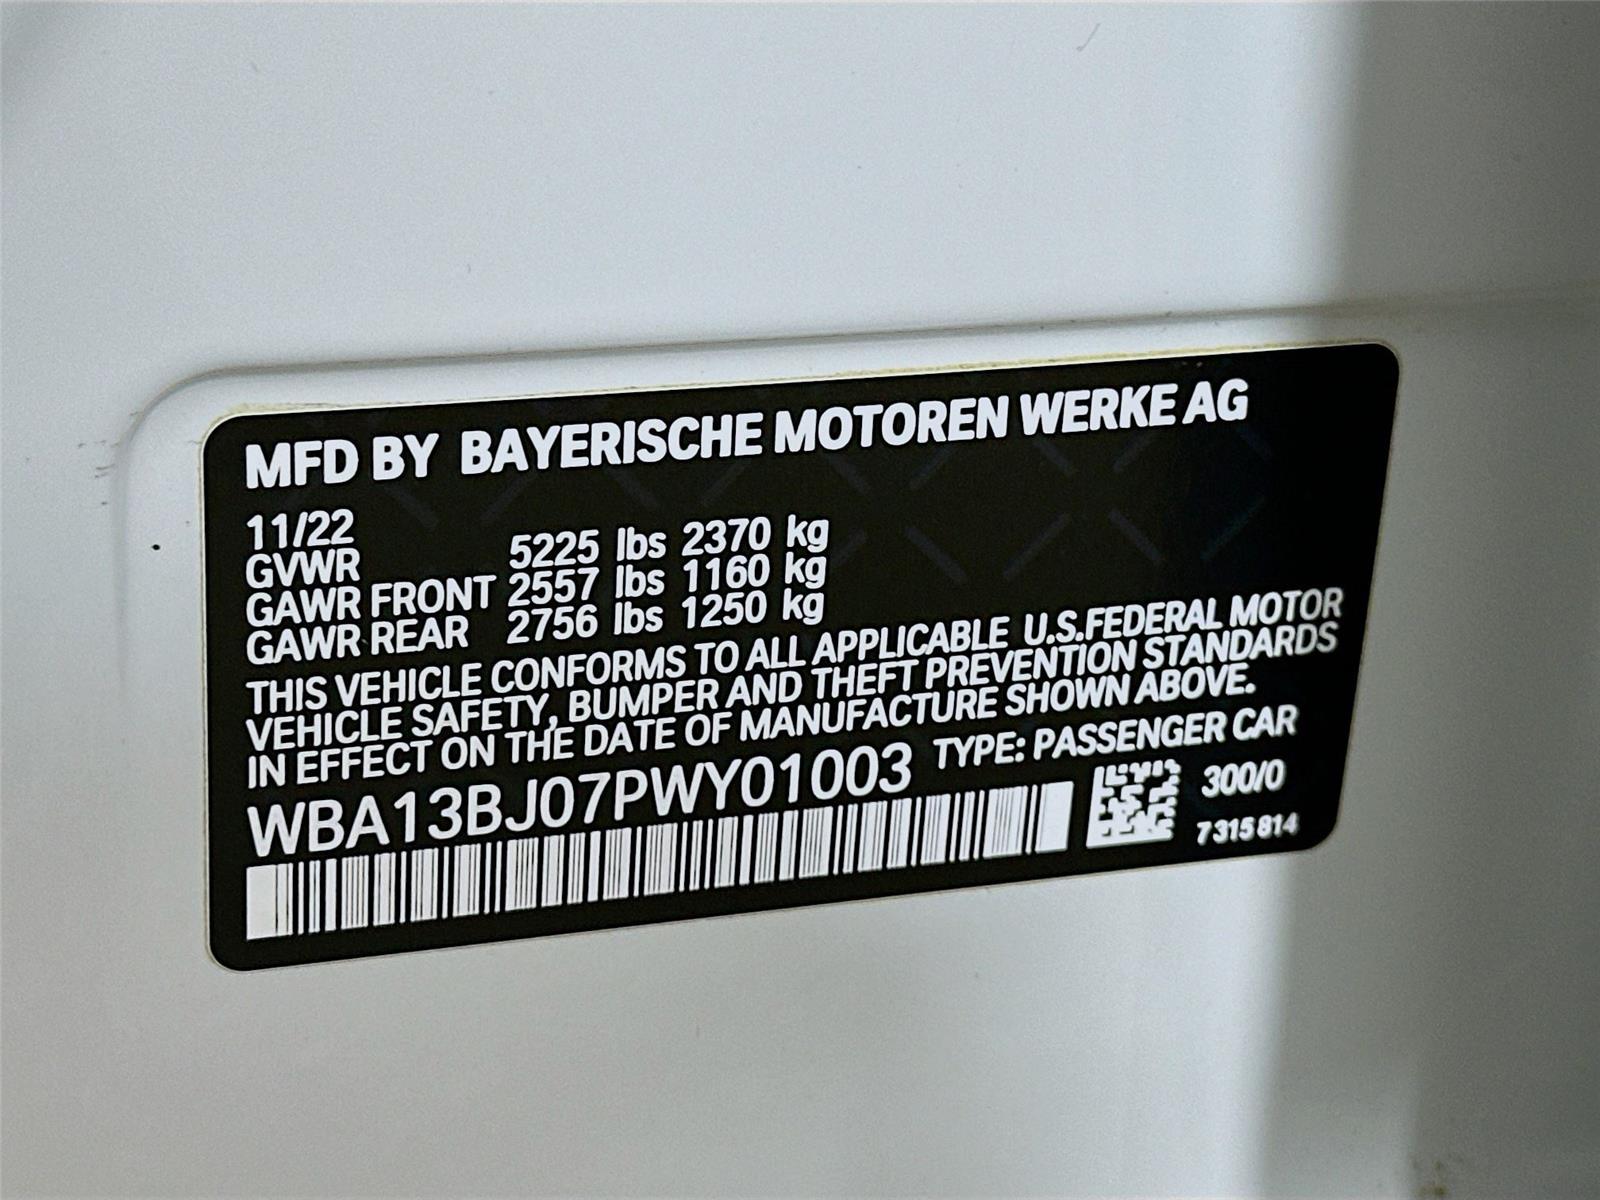 MFD BY BAYERISCHE MOTOREN WERKE AG
11/22
GVWR 5225 lbs 2370 kg
GAWR FRONT 2557 lbs 1160 kg
GAWR REAR 2756 lbs 1250 kg
THIS VEHICLE CONFORMS TO ALL APPLICABLE U.S.FEDERAL MOTOR
VEHICLE SAFETY, BUMPER AND THEFT PREVENTION STANDARDS
IN EFFECT ON THE DATE OF MANUFACTURE SHOWN ABOVE.
WBA13BJ07PWY01003 TYPE: PASSENGER CAR
300/0
7315814